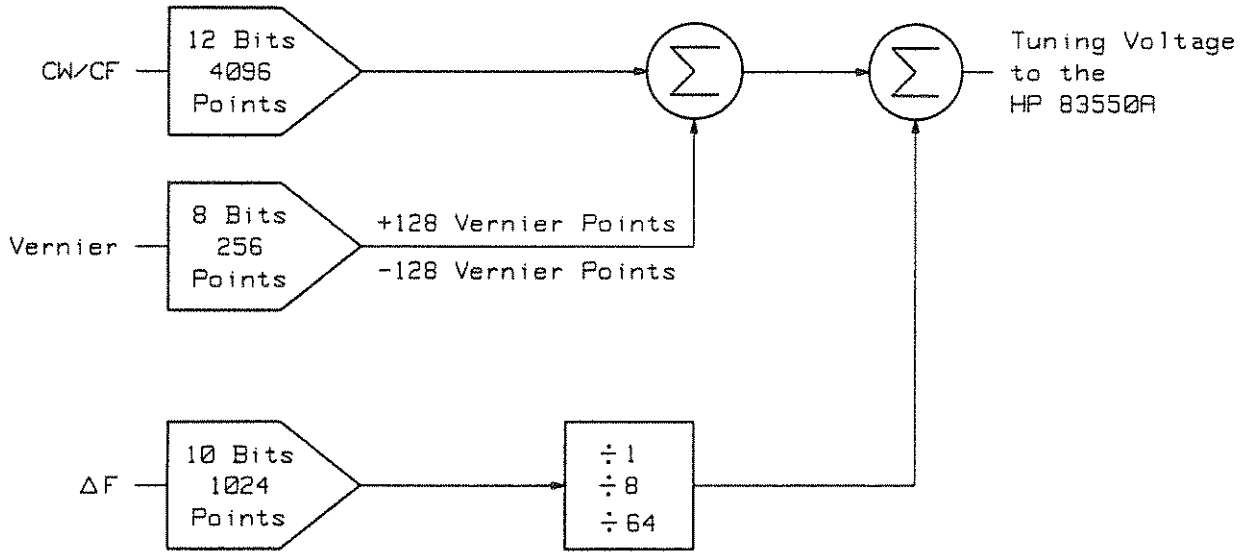 CW/CF
12 Bits
4096
Points
Σ
Σ
Tuning Voltage
to the
HP 83550A
Vernier
8 Bits
256
Points
+128 Vernier Points
-128 Vernier Points
ΔF
10 Bits
1024
Points
÷1
÷8
÷64